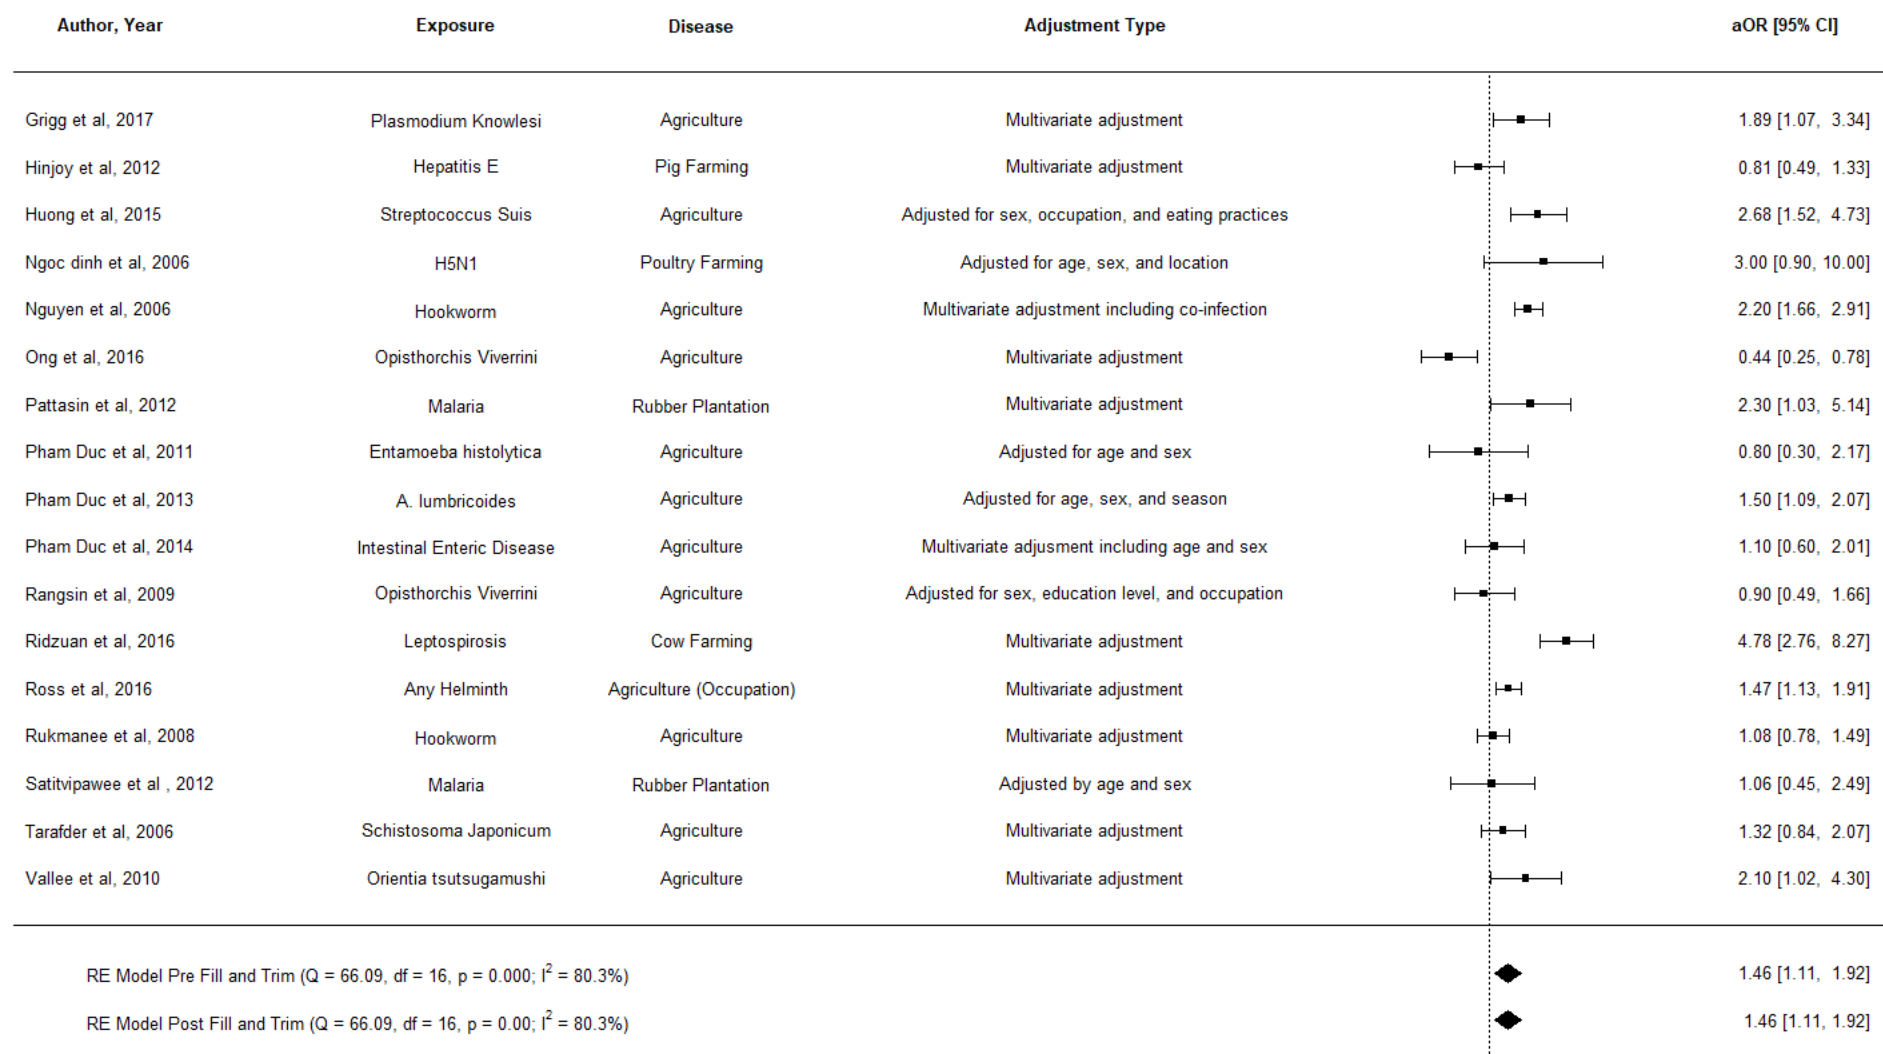 Author, Year Exposure Disease Adjustment Type aOR [95% CI]
Grigg et al, 2017 Plasmodium Knowlesi Agriculture Multivariate adjustment 1.89 [1.07, 3.34]
Hinjoy et al, 2012 Hepatitis E Pig Farming Multivariate adjustment 0.81 [0.49, 1.33]
Huong et al, 2015 Streptococcus Suis Agriculture Adjusted for sex, occupation, and eating practices 2.68 [1.52, 4.73]
Ngoc dinh et al, 2006 H5N1 Poultry Farming Adjusted for age, sex, and location 3.00 [0.90, 10.00]
Nguyen et al, 2006 Hookworm Agriculture Multivariate adjustment including co-infection 2.20 [1.66, 2.91]
Ong et al, 2016 Opisthorchis Viverrini Agriculture Multivariate adjustment 0.44 [0.25, 0.78]
Pattasin et al, 2012 Malaria Rubber Plantation Multivariate adjustment 2.30 [1.03, 5.14]
Pham Duc et al, 2011 Entamoeba histolytica Agriculture Adjusted for age and sex 0.80 [0.30, 2.17]
Pham Duc et al, 2013 A. lumbricoides Agriculture Adjusted for age, sex, and season 1.50 [1.09, 2.07]
Pham Duc et al, 2014 Intestinal Enteric Disease Agriculture Multivariate adjusment including age and sex 1.10 [0.60, 2.01]
Rangsin et al, 2009 Opisthorchis Viverrini Agriculture Adjusted for sex, education level, and occupation 0.90 [0.49, 1.66]
Ridzuan et al, 2016 Leptospirosis Cow Farming Multivariate adjustment 4.78 [2.76, 8.27]
Ross et al, 2016 Any Helminth Agriculture (Occupation) Multivariate adjustment 1.47 [1.13, 1.91]
Rukmanee et al, 2008 Hookworm Agriculture Multivariate adjustment 1.08 [0.78, 1.49]
Satitvipawee et al , 2012 Malaria Rubber Plantation Adjusted by age and sex 1.06 [0.45, 2.49]
Tarafder et al, 2006 Schistosoma Japonicum Agriculture Multivariate adjustment 1.32 [0.84, 2.07]
Vallee et al, 2010 Orientia tsutsugamushi Agriculture Multivariate adjustment 2.10 [1.02, 4.30]
RE Model Pre Fill and Trim (Q = 66.09, df = 16, p = 0.000; I² = 80.3%) 1.46 [1.11, 1.92]
RE Model Post Fill and Trim (Q = 66.09, df = 16, p = 0.00; I² = 80.3%) 1.46 [1.11, 1.92]